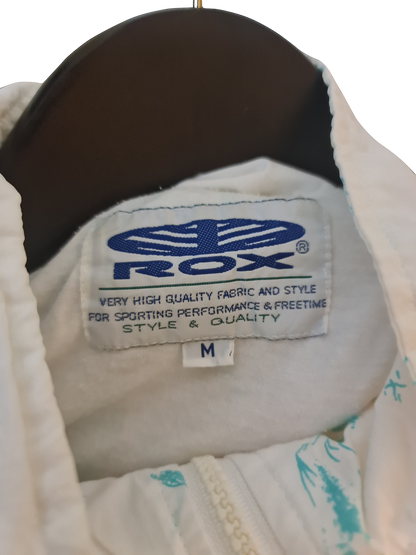 ROX®
VERY HIGH QUALITY FABRIC AND STYLE
FOR SPORTING PERFORMANCE & FREETIME
STYLE & QUALITY
M